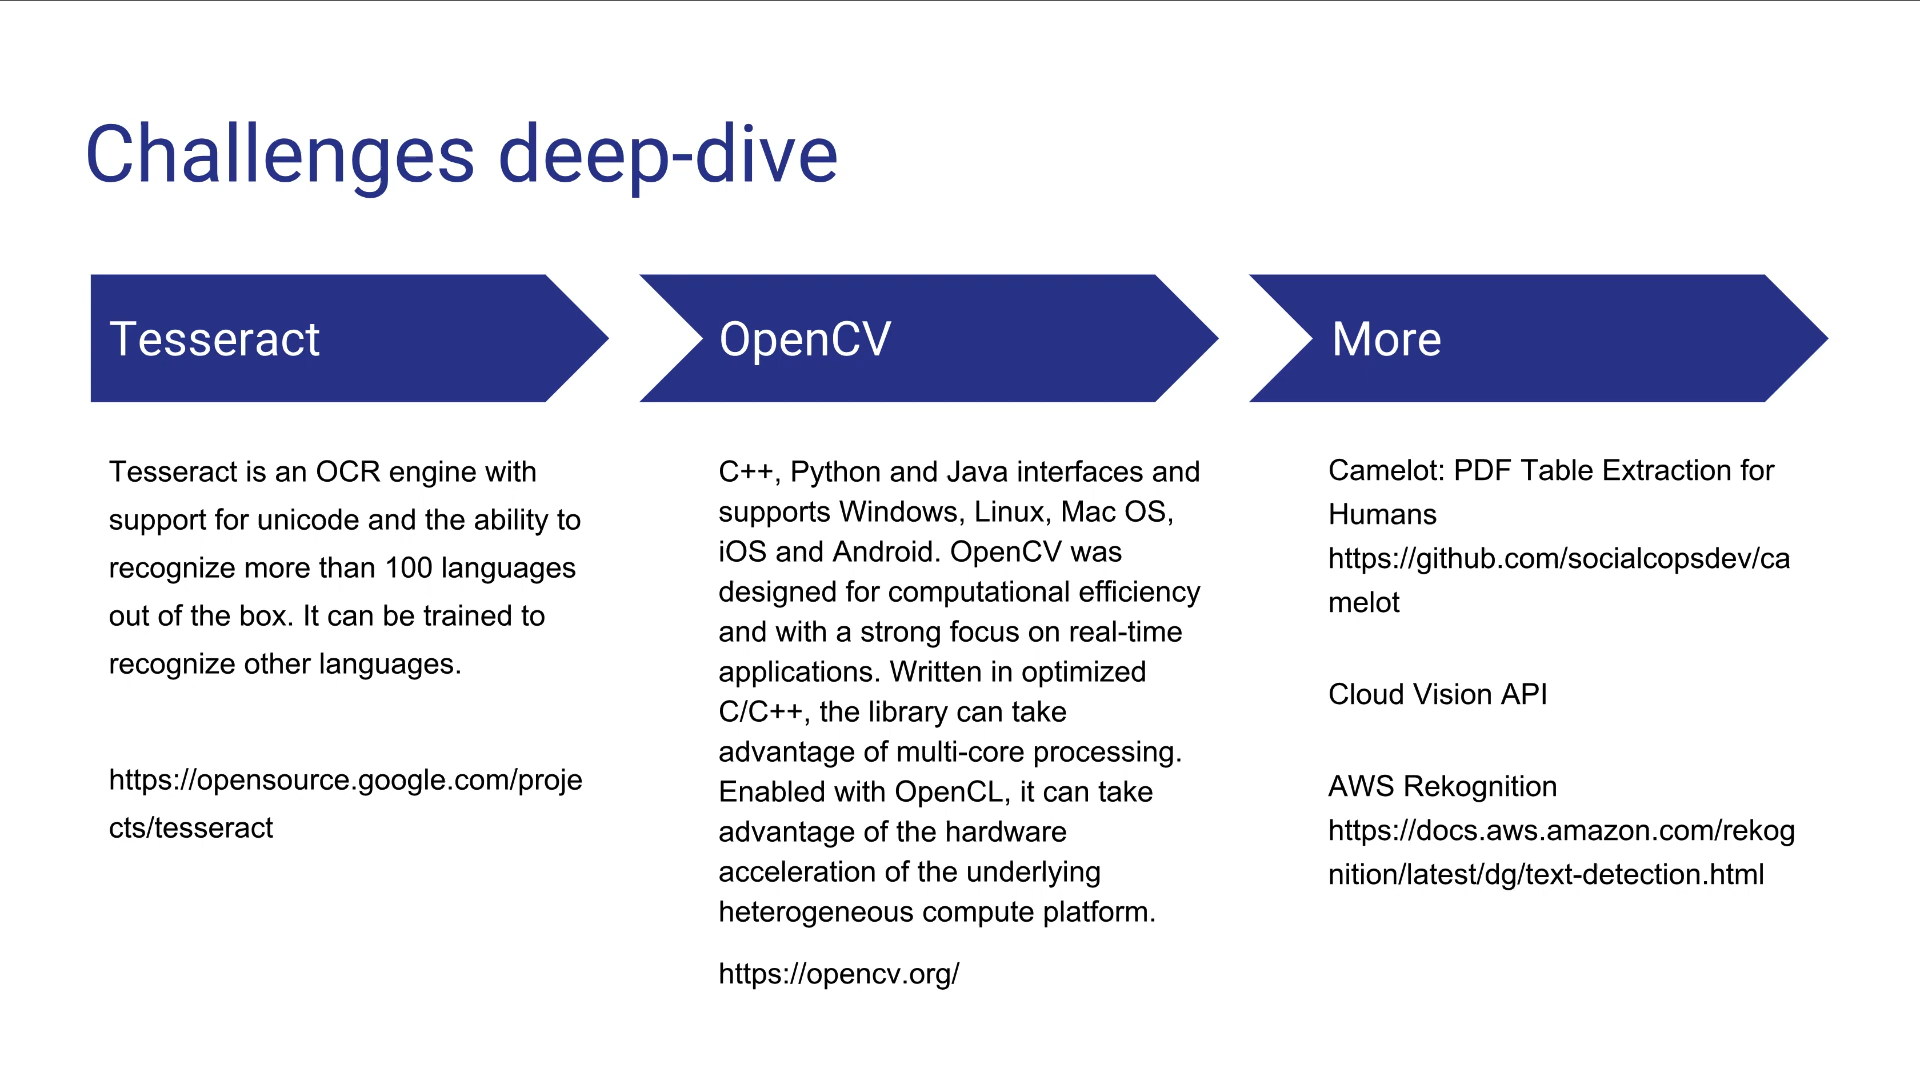 Challenges deep-dive
Tesseract
Tesseract is an OCR engine with
support for unicode and the ability to
recognize more than 100 languages
out of the box. It can be trained to
recognize other languages.
https://opensource.google.com/proje
cts/tesseract
OpenCV
C++, Python and Java interfaces and
supports Windows, Linux, Mac OS,
iOS and Android. OpenCV was
designed for computational efficiency
and with a strong focus on real-time
applications. Written in optimized
C/C++, the library can take
advantage of multi-core processing.
Enabled with OpenCL, it can take
advantage of the hardware
acceleration of the underlying
heterogeneous compute platform.
https://opencv.org/
More
Camelot: PDF Table Extraction for
Humans
https://github.com/socialcopsdev/ca
melot
Cloud Vision API
AWS Rekognition
https://docs.aws.amazon.com/rekog
nition/latest/dg/text-detection.html